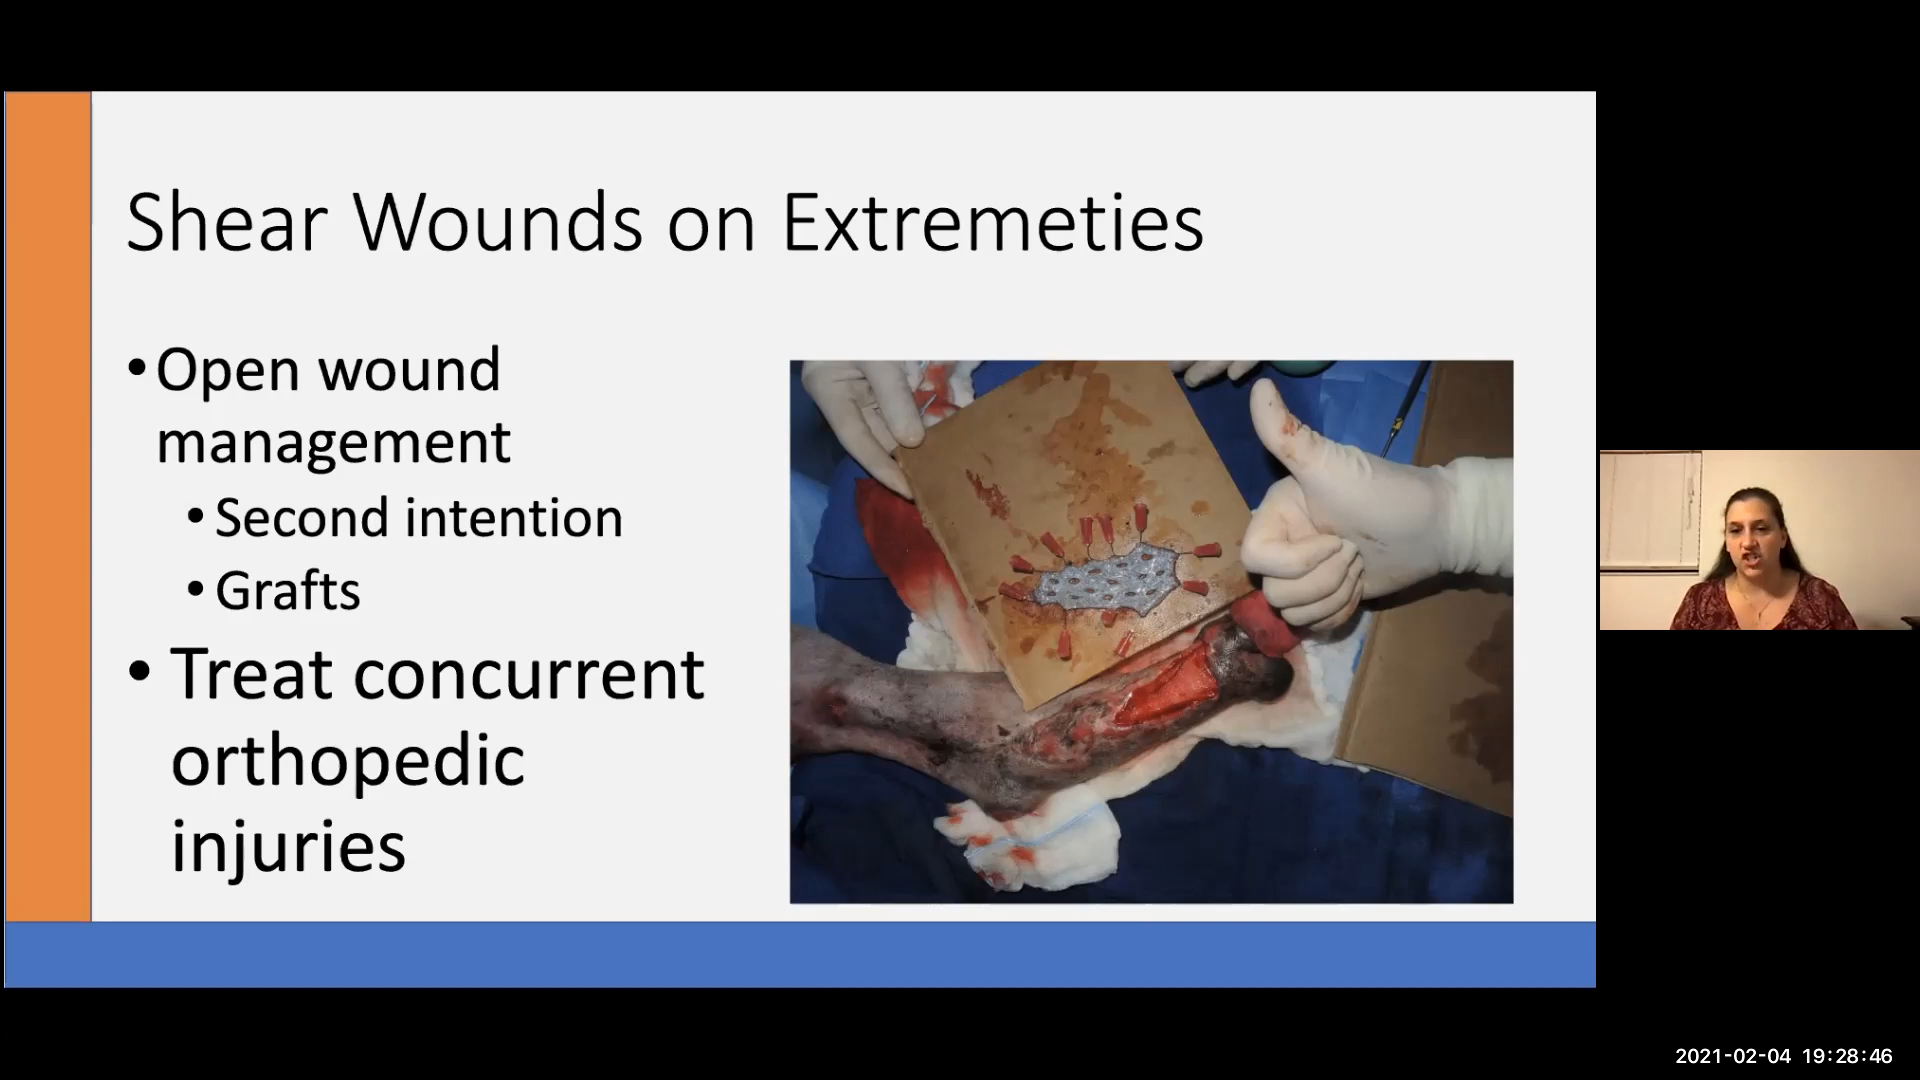 Shear Wounds on Extremeties
• Open wound
management
• Second intention
• Grafts
• Treat concurrent
orthopedic
injuries
2021-02-04 19:28:46